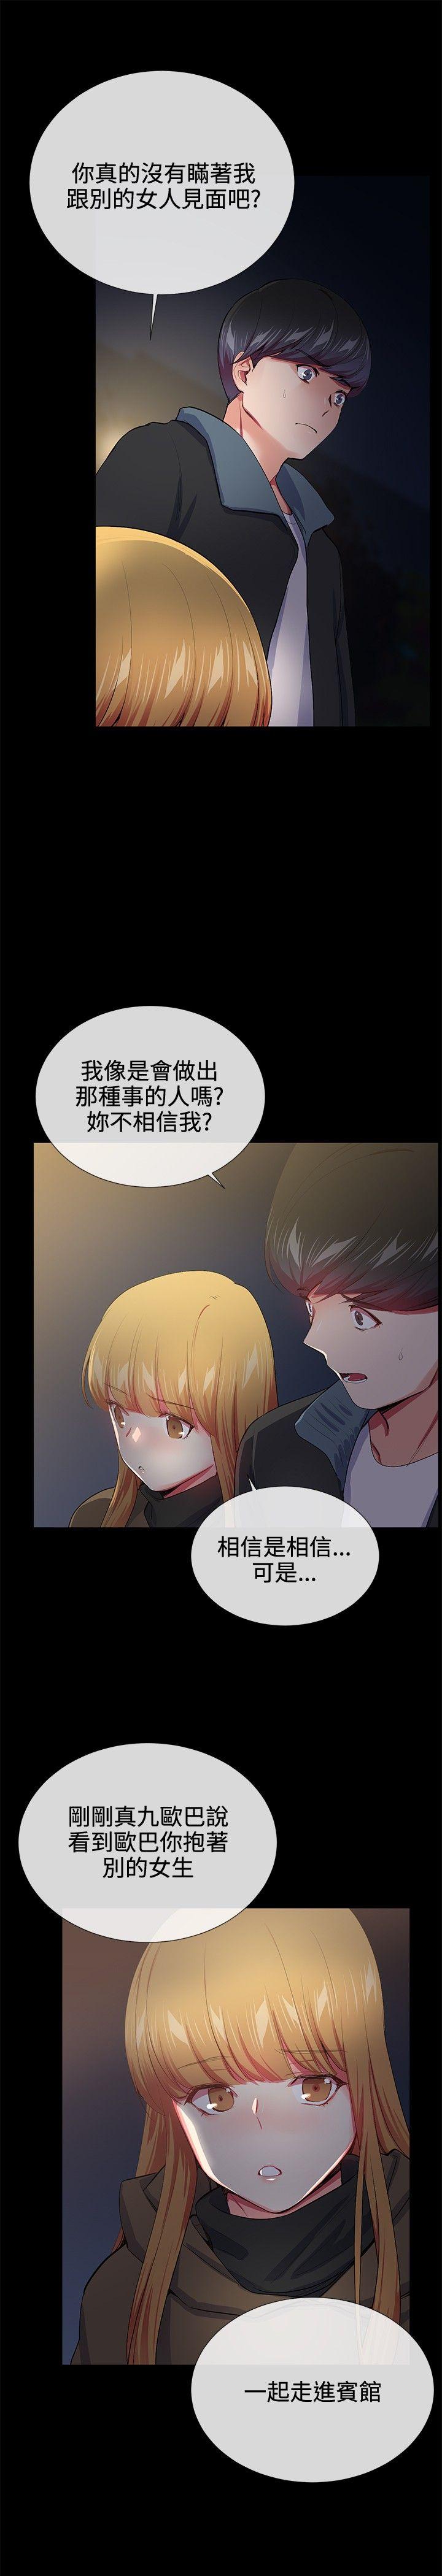 你真的沒有瞞著我
跟別的女人見面吧?
我像是會做出
那種事的人嗎?
妳不相信我?
相信是相信...
可是...
剛剛真九歐巴說
看到歐巴你抱著
別的女生
一起走進賓館